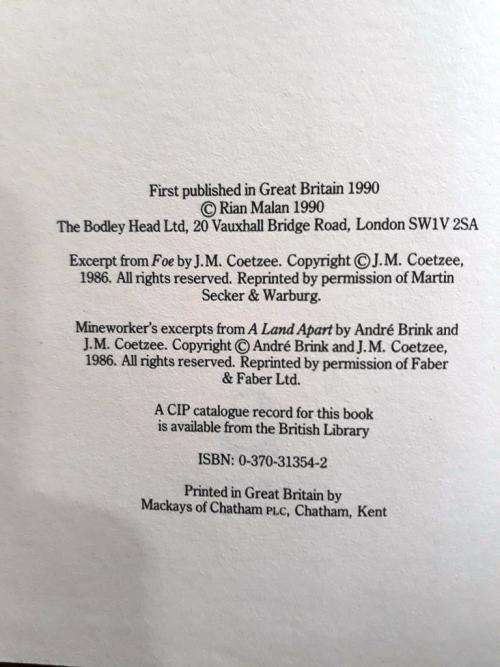 First published in Great Britain 1990
© Rian Malan 1990
The Bodley Head Ltd, 20 Vauxhall Bridge Road, London SW1V 2SA
Excerpt from Foe by J.M. Coetzee. Copyright © J.M. Coetzee,
1986. All rights reserved. Reprinted by permission of Martin
Secker & Warburg.
Mineworker's excerpts from A Land Apart by André Brink and
J.M. Coetzee. Copyright © André Brink and J.M. Coetzee,
1986. All rights reserved. Reprinted by permission of Faber
& Faber Ltd.
A CIP catalogue record for this book
is available from the British Library
ISBN: 0-370-31354-2
Printed in Great Britain by
Mackays of Chatham PLC, Chatham, Kent